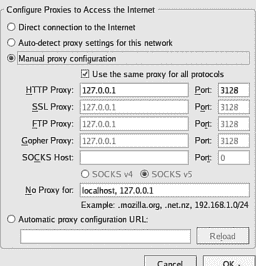 Configure Proxies to Access the Internet
Direct connection to the Internet
Auto-detect proxy settings for this network
Manual proxy configuration
Use the same proxy for all protocols
HTTP Proxy: 127.0.0.1 Port: 3128
SSL Proxy: 127.0.0.1 Port: 3128
FTP Proxy: 127.0.0.1 Port: 3128
Gopher Proxy: 127.0.0.1 Port: 3128
SOCKS Host: Port: 0
SOCKS v4 SOCKS v5
No Proxy for: localhost, 127.0.0.1
Example: .mozilla.org, .net.nz, 192.168.1.0/24
Automatic proxy configuration URL:
Reload
Cancel OK